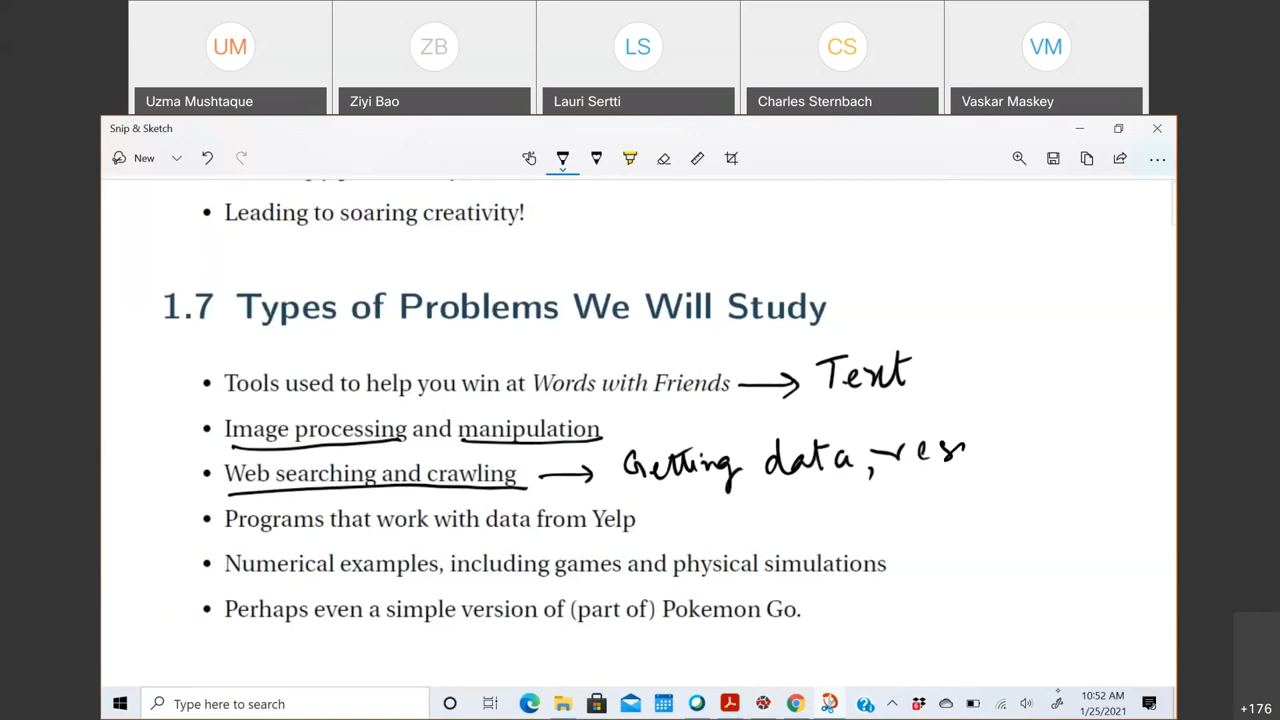 UM ZB LS CS VM
Uzma Mushtaque Ziyi Bao Lauri Sertti Charles Sternbach Vaskar Maskey
Snip & Sketch
New
• Leading to soaring creativity!
1.7 Types of Problems We Will Study
• Tools used to help you win at Words with Friends → Text
• Image processing and manipulation
• Web searching and crawling → Getting data, res
• Programs that work with data from Yelp
• Numerical examples, including games and physical simulations
• Perhaps even a simple version of (part of) Pokemon Go.
Type here to search
10:52 AM
1/25/2021
+176